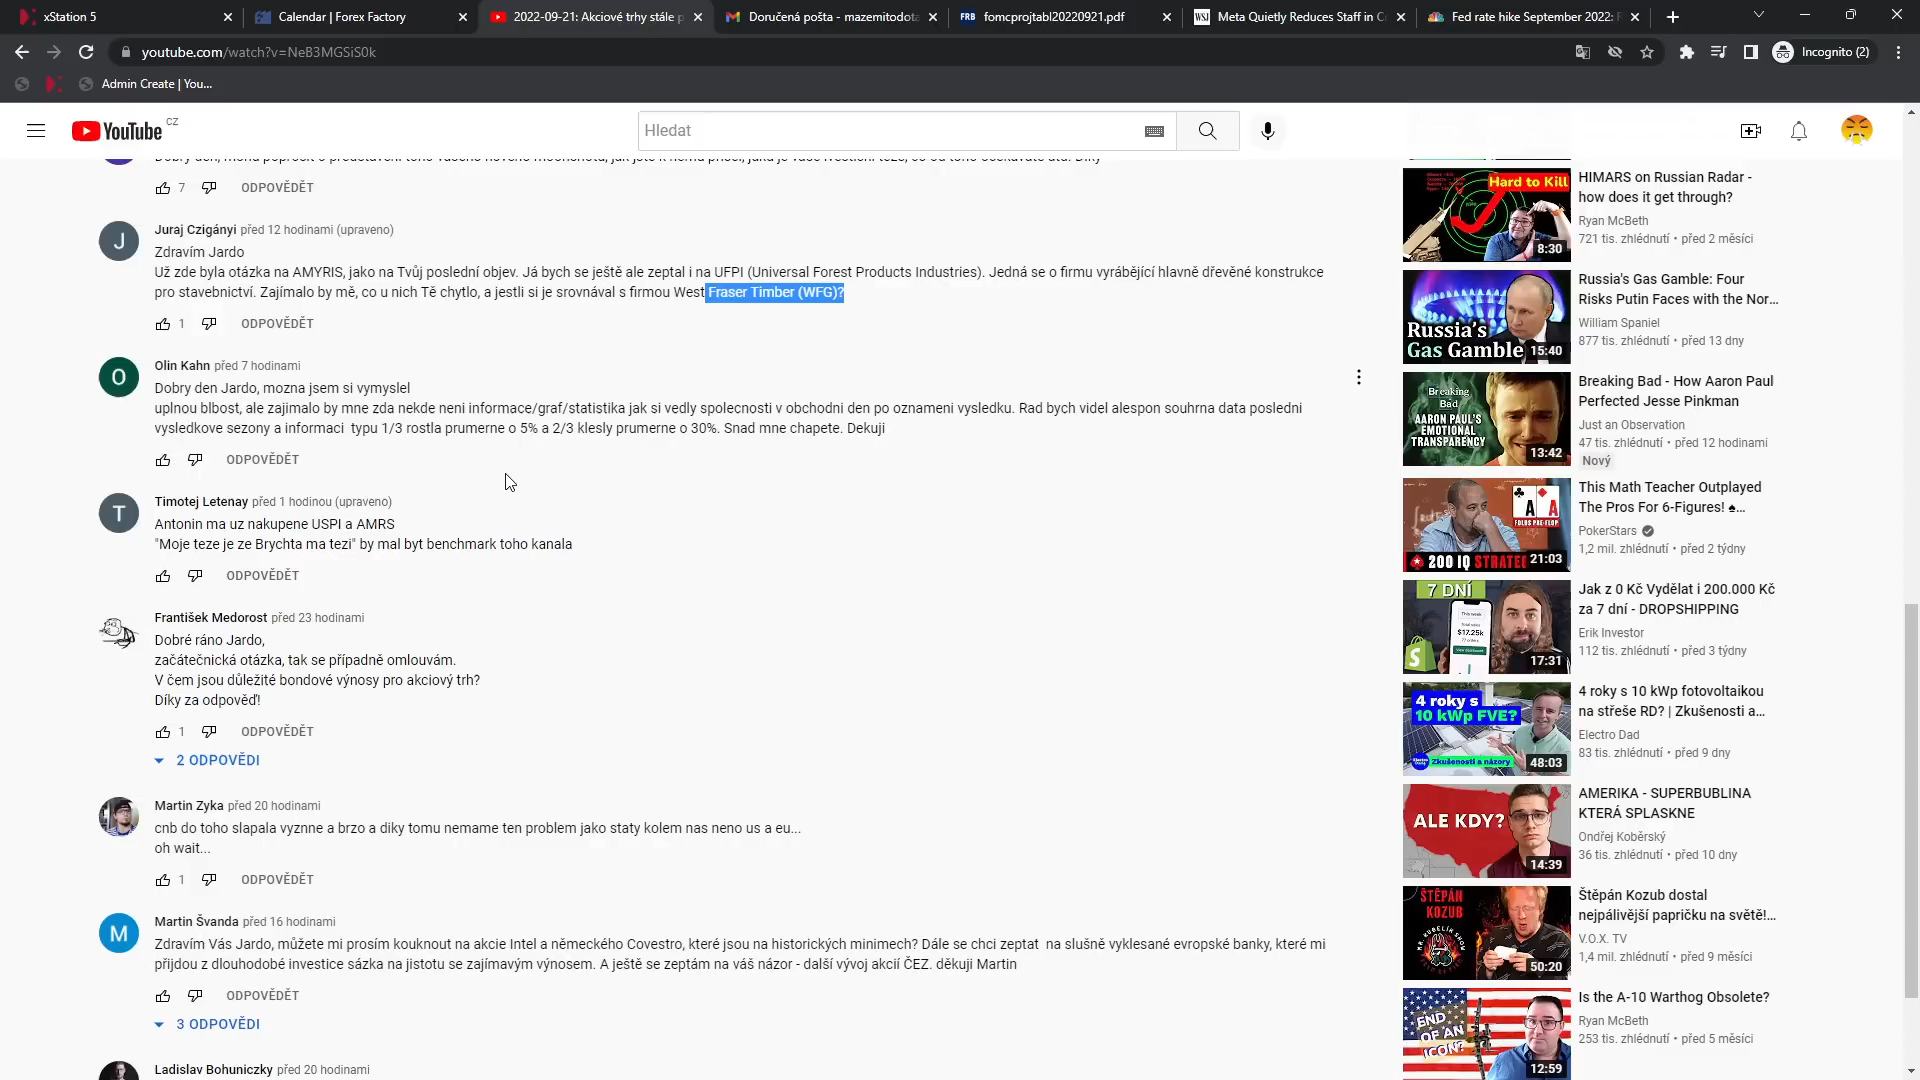 xStation 5
Calendar | Forex Factory
2022-09-21: Akciové trhy stále p
Doručená pošta - mazemitodota
FRB fomcprojtabl20220921.pdf
WSJ Meta Quietly Reduces Staff in C
Fed rate hike September 2022: F
youtube.com/watch?v=NeB3MGSiS0k
Incognito (2)
Admin Create | You...
YouTube CZ
Hledat
7 ODPOVĚDĚT
Juraj Czigányi před 12 hodinami (upraveno)
Zdravím Jardo
Už zde byla otázka na AMYRIS, jako na Tvůj poslední objev. Já bych se ještě ale zeptal i na UFPI (Universal Forest Products Industries). Jedná se o firmu vyrábějící hlavně dřevěné konstrukce
pro stavebnictví. Zajímalo by mě, co u nich Tě chytlo, a jestli si je srovnával s firmou West Fraser Timber (WFG)?
1 ODPOVĚDĚT
O
Olin Kahn před 7 hodinami
Dobry den Jardo, mozna jsem si vymyslel
uplnou blbost, ale zajimalo by mne zda nekde neni informace/graf/statistika jak si vedly spolecnosti v obchodni den po oznameni vysledku. Rad bych videl alespon souhrna data posledni
vysledkove sezony a informaci typu 1/3 rostla prumerne o 5% a 2/3 klesly prumerne o 30%. Snad mne chapete. Dekuji
ODPOVĚDĚT
T
Timotej Letenay před 1 hodinou (upraveno)
Antonin ma uz nakupene USPI a AMRS
"Moje teze je ze Brychta ma tezi" by mal byt benchmark toho kanala
ODPOVĚDĚT
František Medorost před 23 hodinami
Dobré ráno Jardo,
začátečnická otázka, tak se případně omlouvám.
V čem jsou důležité bondové výnosy pro akciový trh?
Díky za odpověď!
1 ODPOVĚDĚT
2 ODPOVĚDI
Martin Zyka před 20 hodinami
cnb do toho slapala vyznne a brzo a diky tomu nemame ten problem jako staty kolem nas neno us a eu...
oh wait...
1 ODPOVĚDĚT
M
Martin Švanda před 16 hodinami
Zdravím Vás Jardo, můžete mi prosím kouknout na akcie Intel a německého Covestro, které jsou na historických minimech? Dále se chci zeptat na slušně vyklesané evropské banky, které mi
přijdou z dlouhodobé investice sázka na jistotu se zajímavým výnosem. A ještě se zeptám na váš názor - další vývoj akcií ČEZ. děkuji Martin
ODPOVĚDĚT
3 ODPOVĚDI
Ladislav Bohuniczky před 20 hodinami
J
Hard to Kill
8:30
HIMARS on Russian Radar -
how does it get through?
Ryan McBeth
721 tis. zhlédnutí • před 2 měsíci
Russia's
Gas Gamble
15:40
Russia's Gas Gamble: Four
Risks Putin Faces with the Nor...
William Spaniel
877 tis. zhlédnutí • před 13 dny
Breaking
Bad
AARON PAUL'S
EMOTIONAL
TRANSPARENCY
13:42
Breaking Bad - How Aaron Paul
Perfected Jesse Pinkman
Just an Observation
47 tis. zhlédnutí • před 12 hodinami
Nový
A A
FOLDS PRE-FLOP
200 IQ STRATE
21:03
This Math Teacher Outplayed
The Pros For 6-Figures! ♠...
PokerStars
1,2 mil. zhlédnutí • před 2 týdny
7 DNÍ
$17.25k
17:31
Jak z 0 Kč Vydělat i 200.000 Kč
za 7 dní - DROPSHIPPING
Erik Investor
112 tis. zhlédnutí • před 3 týdny
4 roky s
10 kWp FVE?
Zkušenosti a názory
48:03
4 roky s 10 kWp fotovoltaikou
na střeše RD? | Zkušenosti a...
Electro Dad
83 tis. zhlédnutí • před 9 dny
ALE KDY?
14:39
AMERIKA - SUPERBUBLINA
KTERÁ SPLASKNE
Ondřej Koběrský
36 tis. zhlédnutí • před 10 dny
ŠTĚPÁN
KOZUB
50:20
Štěpán Kozub dostal
nejpálivější papričku na světě!...
V.O.X. TV
1,4 mil. zhlédnutí • před 9 měsíci
END
OF AN
ICON?
12:59
Is the A-10 Warthog Obsolete?
Ryan McBeth
253 tis. zhlédnutí • před 5 měsíci